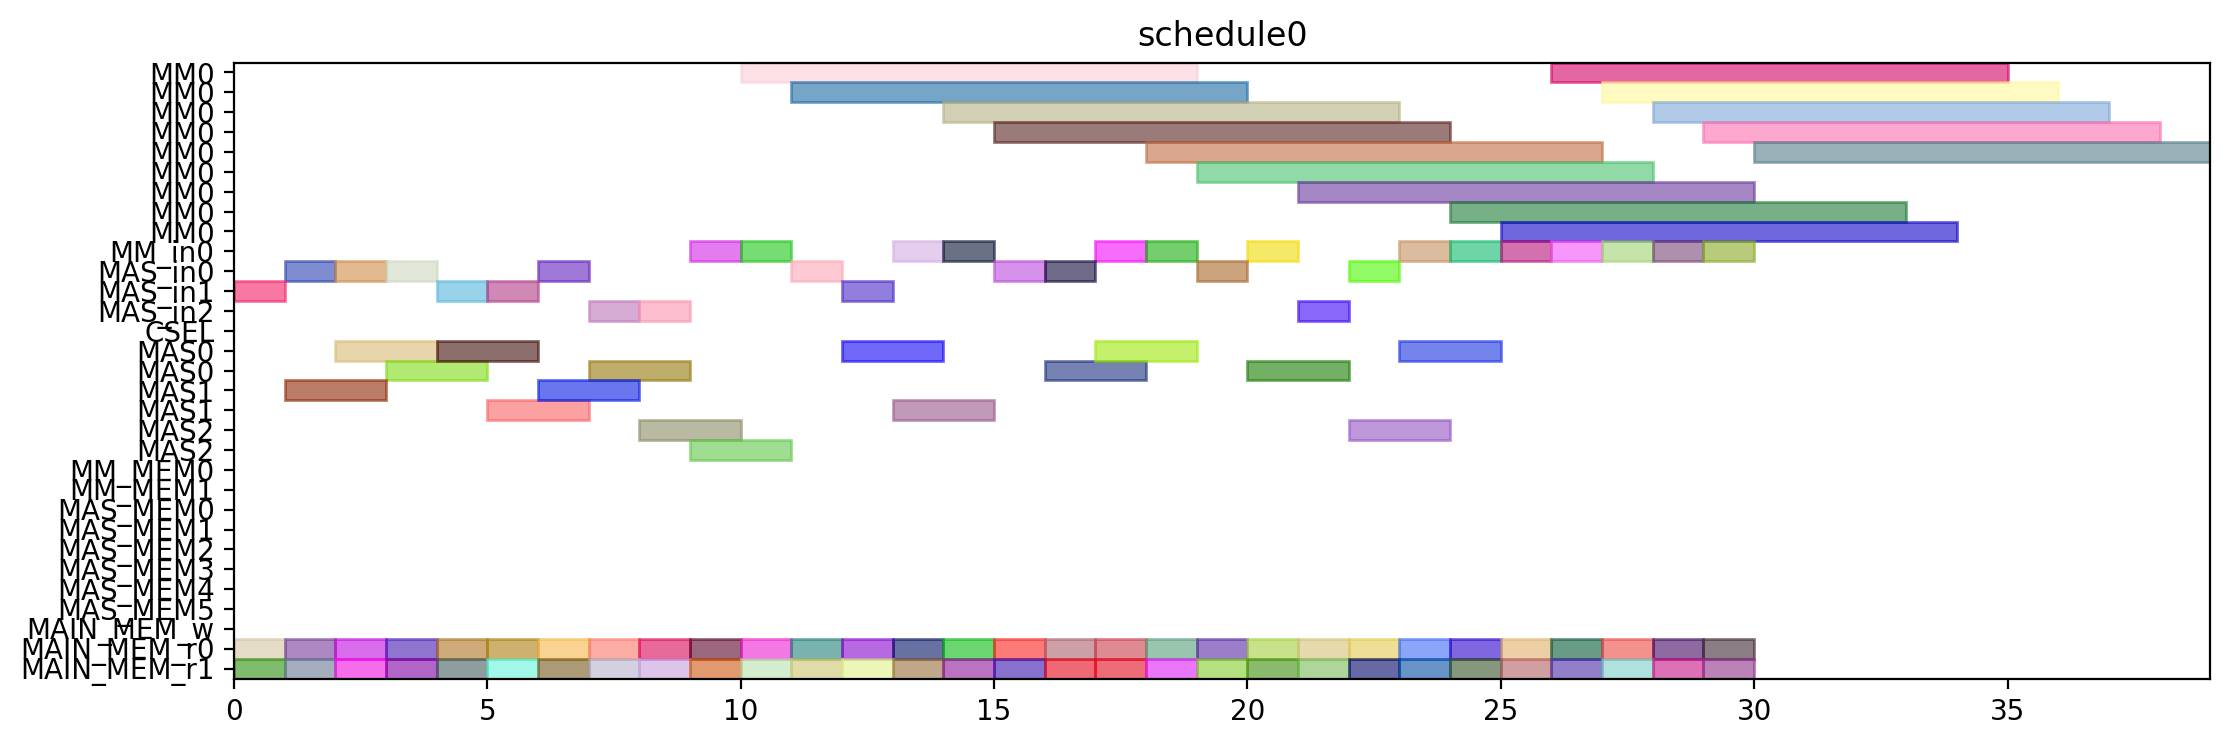 schedule0
MM0
MM0
MM0
MM0
MM0
MM0
MM0
MM0
MM0
MM_in0
MAS_in0
MAS_in1
MAS_in2
CSEL
MAS0
MAS0
MAS1
MAS1
MAS2
MAS2
MM_MEM0
MM_MEM1
MAS_MEM0
MAS_MEM1
MAS_MEM2
MAS_MEM3
MAS_MEM4
MAS_MEM5
MAIN_MEM_w
MAIN_MEM_r0
MAIN_MEM_r1
0 5 10 15 20 25 30 35